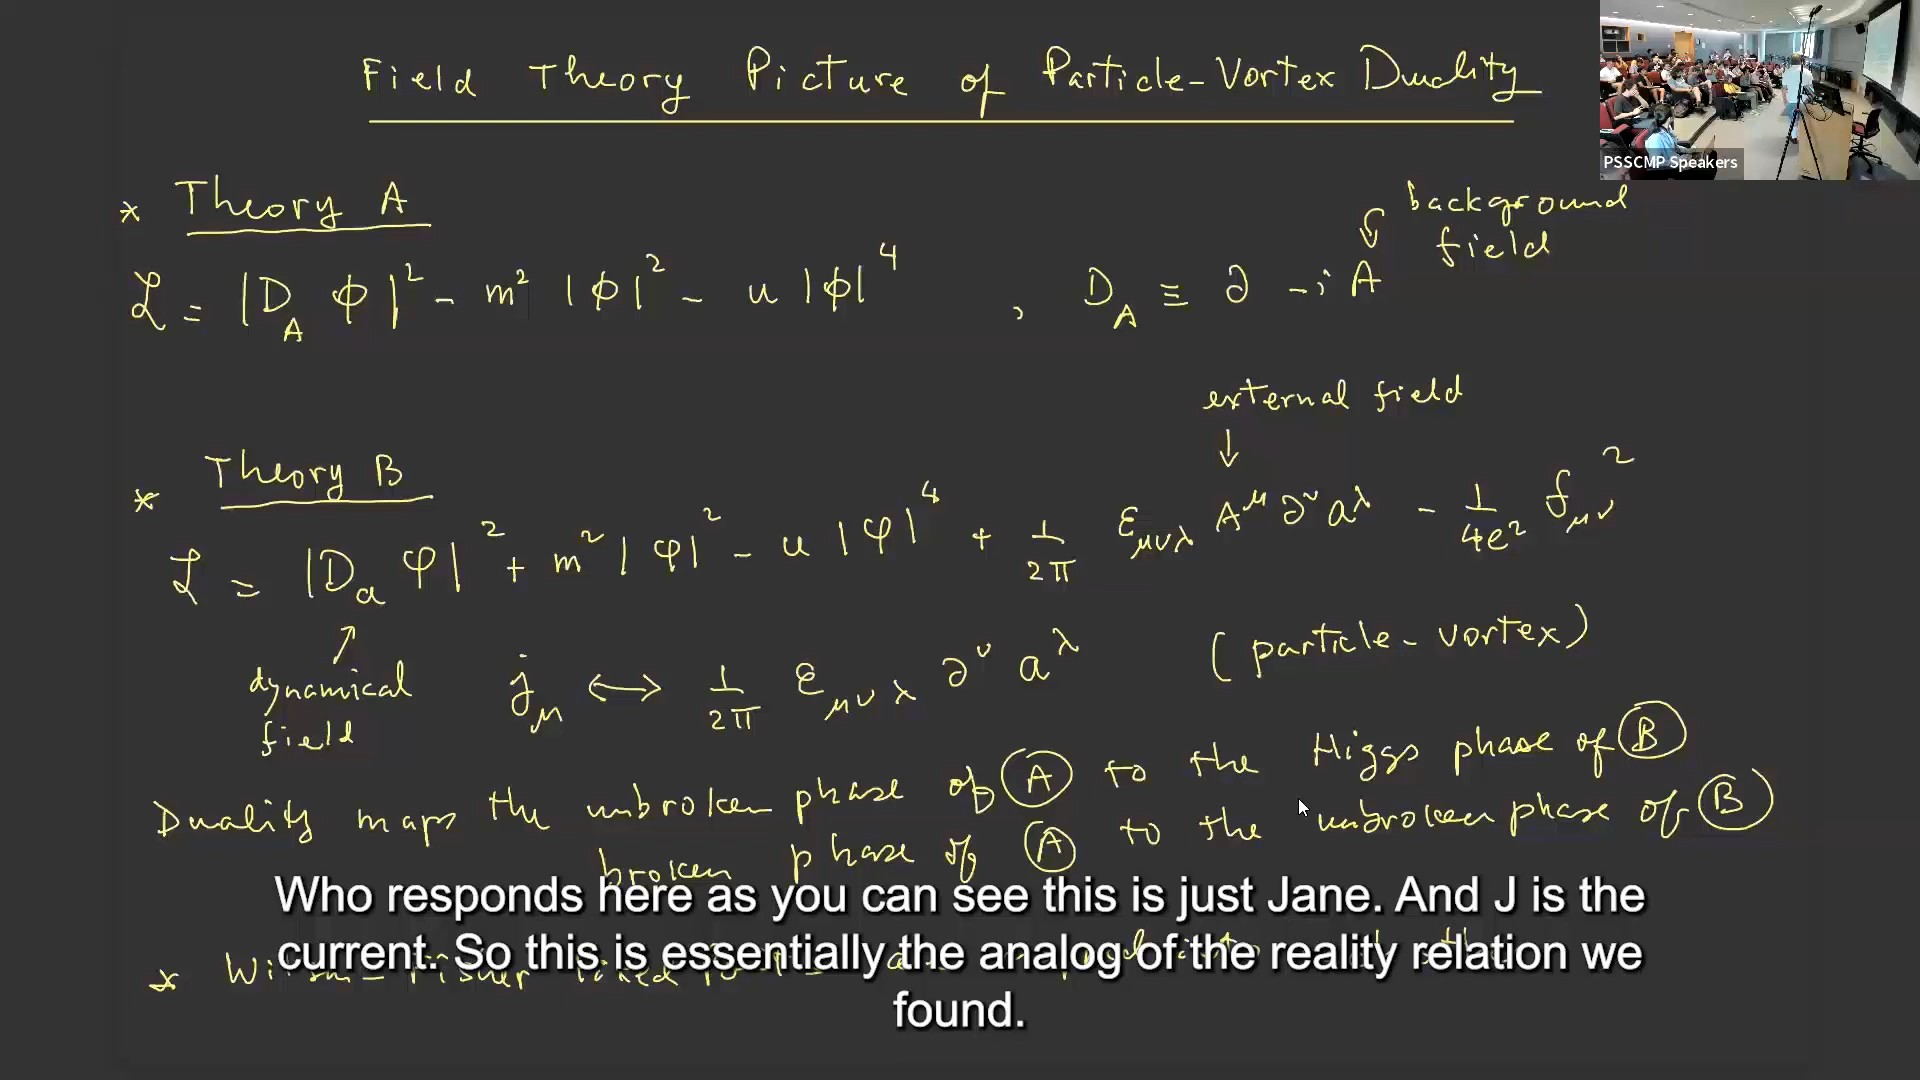 Field Theory Picture of Particle-Vortex Duality
PSSCMP Speakers
* Theory A
background
field
ℒ = |D_A ϕ|² - m² |ϕ|² - u |ϕ|⁴ , D_A ≡ ∂ - i A
external field
* Theory B
ℒ = |D_a φ|² + m² |φ|² - u |φ|⁴ + 1/2π ε_μνλ A^μ ∂^ν a^λ - 1/4e² f_μν²
dynamical
field
j_μ ↔ 1/2π ε_μνλ ∂^ν a^λ (particle-vortex)
Duality maps the unbroken phase of Ⓐ to the Higgs phase of Ⓑ
broken phase of Ⓐ to the unbroken phase of Ⓑ
Who responds here as you can see this is just Jane. And J is the
current. So this is essentially the analog of the reality relation we
found.
* Wilson-Fisher fixed